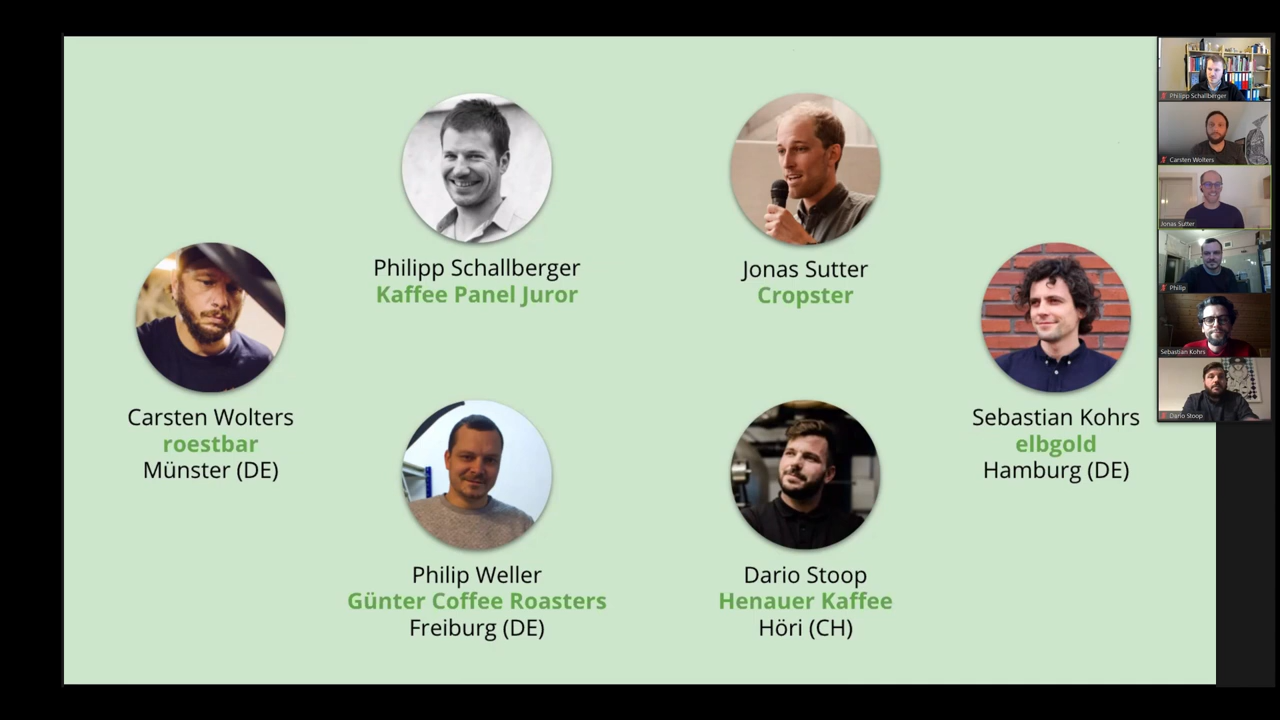 Philipp Schallberger
Kaffee Panel Juror
Jonas Sutter
Cropster
Carsten Wolters
roestbar
Münster (DE)
Sebastian Kohrs
elbgold
Hamburg (DE)
Philip Weller
Günter Coffee Roasters
Freiburg (DE)
Dario Stoop
Henauer Kaffee
Höri (CH)
Philipp Schallberger
Carsten Wolters
Jonas Sutter
Philip
Sebastian Kohrs
Dario Stoop